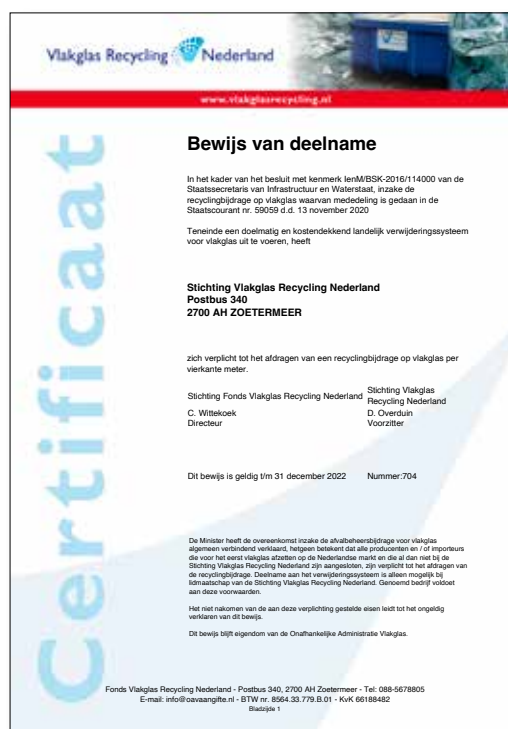 Vlakglas Recycling Nederland
www.vlakglasrecycling.nl
Certificaat
Bewijs van deelname
In het kader van het besluit met kenmerk IenM/BSK-2016/114000 van de
Staatssecretaris van Infrastructuur en Waterstaat, inzake de
recyclingbijdrage op vlakglas waarvan mededeling is gedaan in de
Staatscourant nr. 59059 d.d. 13 november 2020
Teneinde een doelmatig en kostendekkend landelijk verwijderingssysteem
voor vlakglas uit te voeren, heeft
Stichting Vlakglas Recycling Nederland
Postbus 340
2700 AH ZOETERMEER
zich verplicht tot het afdragen van een recyclingbijdrage op vlakglas per
vierkante meter.
Stichting Fonds Vlakglas Recycling Nederland
C. Wittekoek
Directeur
Stichting Vlakglas
Recycling Nederland
D. Overduin
Voorzitter
Dit bewijs is geldig t/m 31 december 2022 Nummer:704
De Minister heeft de overeenkomst inzake de afvalbeheersbijdrage voor vlakglas
algemeen verbindend verklaard, hetgeen betekent dat alle producenten en / of importeurs
die voor het eerst vlakglas afzetten op de Nederlandse markt en die al dan niet bij de
Stichting Vlakglas Recycling Nederland zijn aangesloten, zijn verplicht tot het afdragen van
de recyclingbijdrage. Deelname aan het verwijderingssysteem is alleen mogelijk bij
lidmaatschap van de Stichting Vlakglas Recycling Nederland. Genoemd bedrijf voldoet
aan deze voorwaarden.
Het niet nakomen van de aan deze verplichting gestelde eisen leidt tot het ongeldig
verklaren van dit bewijs.
Dit bewijs blijft eigendom van de Onafhankelijke Administratie Vlakglas.
Fonds Vlakglas Recycling Nederland - Postbus 340, 2700 AH Zoetermeer - Tel: 088-5678805
E-mail: info@oavaangifte.nl - BTW nr. 8564.33.779.B.01 - KvK 66188482
Bladzijde 1